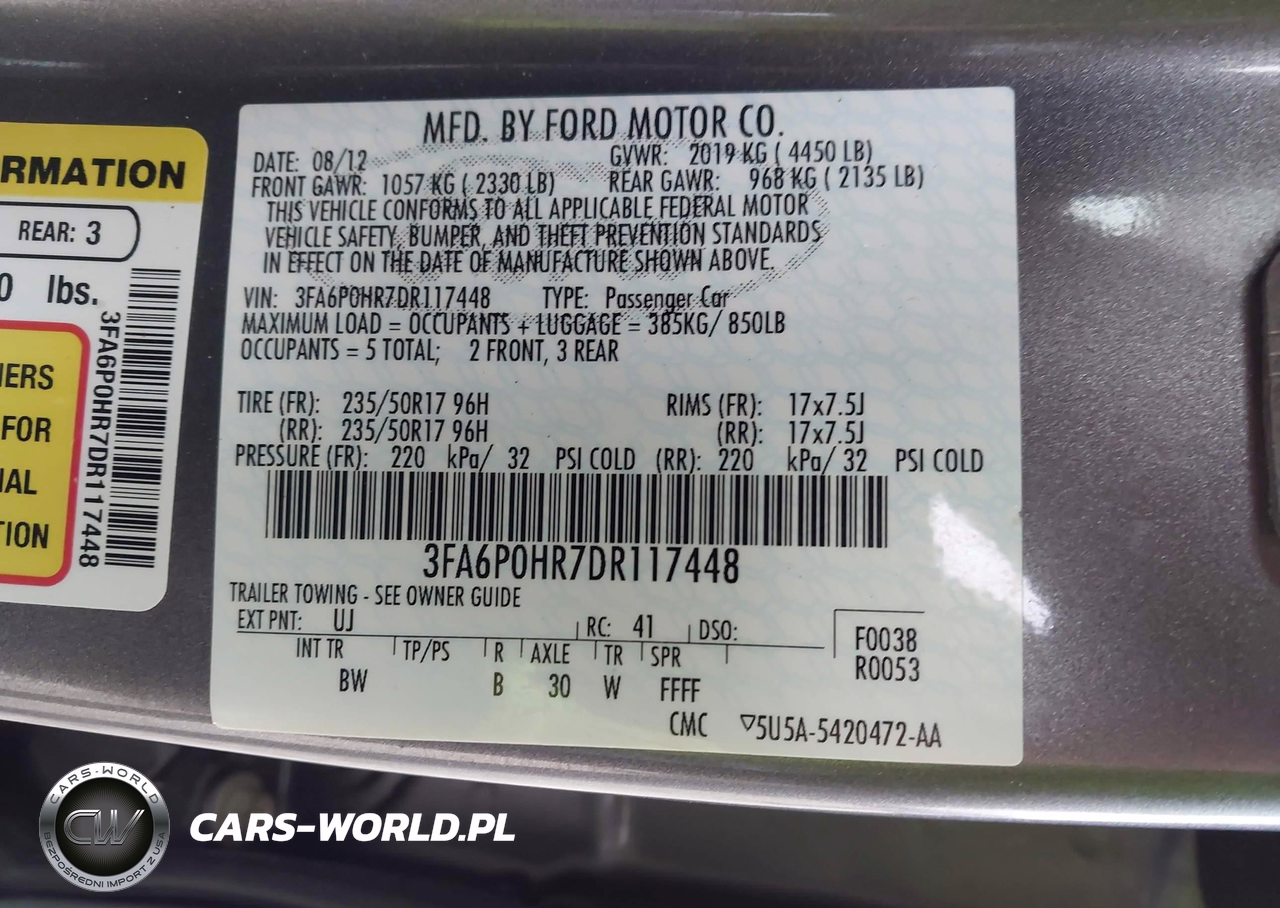 RMATION
REAR: 3
0 lbs.
3FA6P0HR7DR117448
IERS
FOR
IAL
TION
MFD. BY FORD MOTOR CO.
DATE: 08/12 GVWR: 2019 KG ( 4450 LB)
FRONT GAWR: 1057 KG ( 2330 LB) REAR GAWR: 968 KG ( 2135 LB)
THIS VEHICLE CONFORMS TO ALL APPLICABLE FEDERAL MOTOR
VEHICLE SAFETY, BUMPER, AND THEFT PREVENTION STANDARDS
IN EFFECT ON THE DATE OF MANUFACTURE SHOWN ABOVE.
VIN: 3FA6P0HR7DR117448 TYPE: Passenger Car
MAXIMUM LOAD = OCCUPANTS + LUGGAGE = 385KG/ 850LB
OCCUPANTS = 5 TOTAL; 2 FRONT, 3 REAR
TIRE (FR): 235/50R17 96H RIMS (FR): 17x7.5J
(RR): 235/50R17 96H (RR): 17x7.5J
PRESSURE (FR): 220 kPa/ 32 PSI COLD (RR): 220 kPa/ 32 PSI COLD
3FA6P0HR7DR117448
TRAILER TOWING - SEE OWNER GUIDE
EXT PNT: UJ RC: 41 DSO: F0038
INT TR TP/PS R AXLE TR SPR R0053
BW B 30 W FFFF
CMC ▽5U5A-5420472-AA
CARS-WORLD
CW
BEZPOŚREDNI IMPORT Z USA
CARS-WORLD.PL